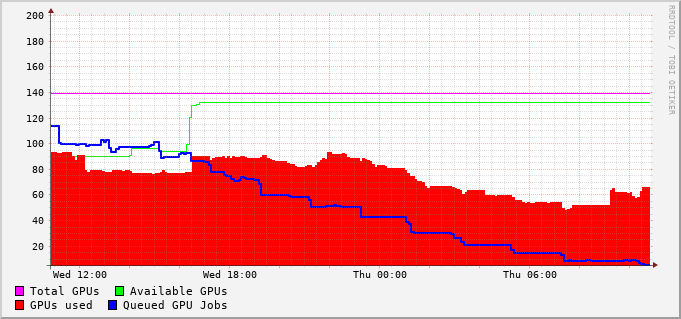 200
180
160
140
120
100
80
60
40
20
Wed 12:00 Wed 18:00 Thu 00:00 Thu 06:00
Total GPUs Available GPUs
GPUs used Queued GPU Jobs
RRDTOOL / TOBI OETIKER